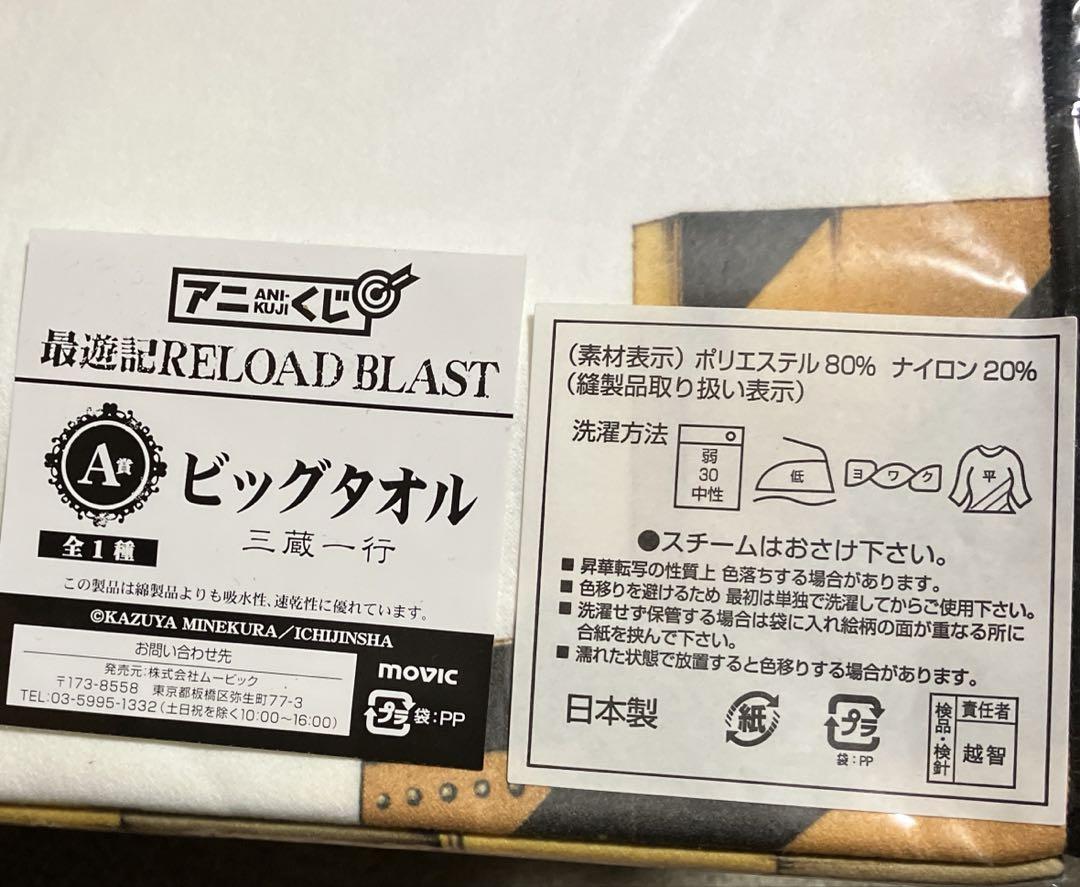 アニ ANI-KUJI くじ
最遊記RELOAD BLAST
A賞
ビッグタオル
全1種
三蔵一行
この製品は綿製品よりも吸水性、速乾性に優れています。
©KAZUYA MINEKURA/ICHIJINSHA
お問い合わせ先
発売元:株式会社ムービック
〒173-8558 東京都板橋区弥生町77-3
TEL:03-5995-1332(土日祝を除く10:00~16:00)
movic
プラ 袋:PP
(素材表示) ポリエステル80% ナイロン20%
(縫製品取り扱い表示)
洗濯方法
弱
30
中性
低
ヨワク
平
●スチームはおさけ下さい。
■ 昇華転写の性質上 色落ちする場合があります。
■ 色移りを避けるため 最初は単独で洗濯してからご使用下さい。
■ 洗濯せず保管する場合は袋に入れ絵柄の面が重なる所に
合紙を挟んで下さい。
■ 濡れた状態で放置すると色移りする場合があります。
日本製
紙
プラ
袋:PP
検品・検針
責任者
越智